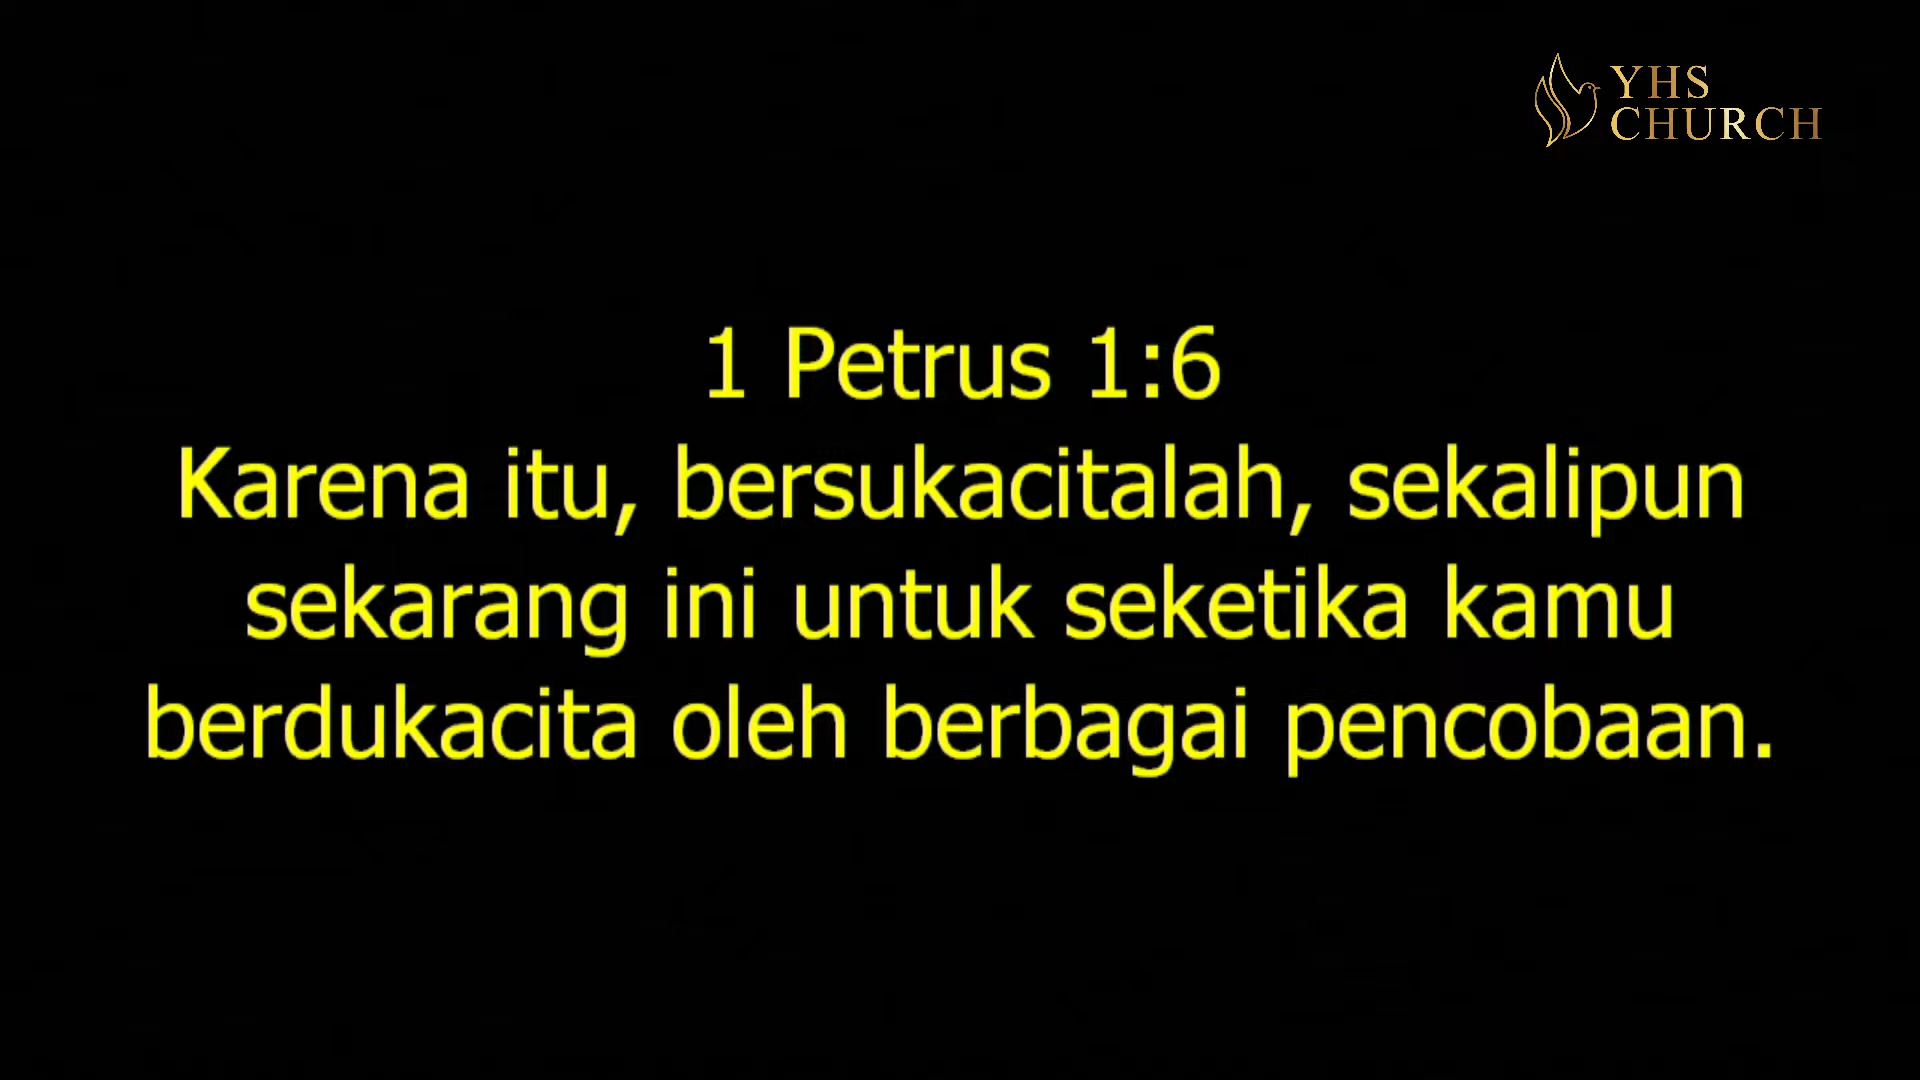 YHS
CHURCH
1 Petrus 1:6
Karena itu, bersukacitalah, sekalipun
sekarang ini untuk seketika kamu
berdukacita oleh berbagai pencobaan.